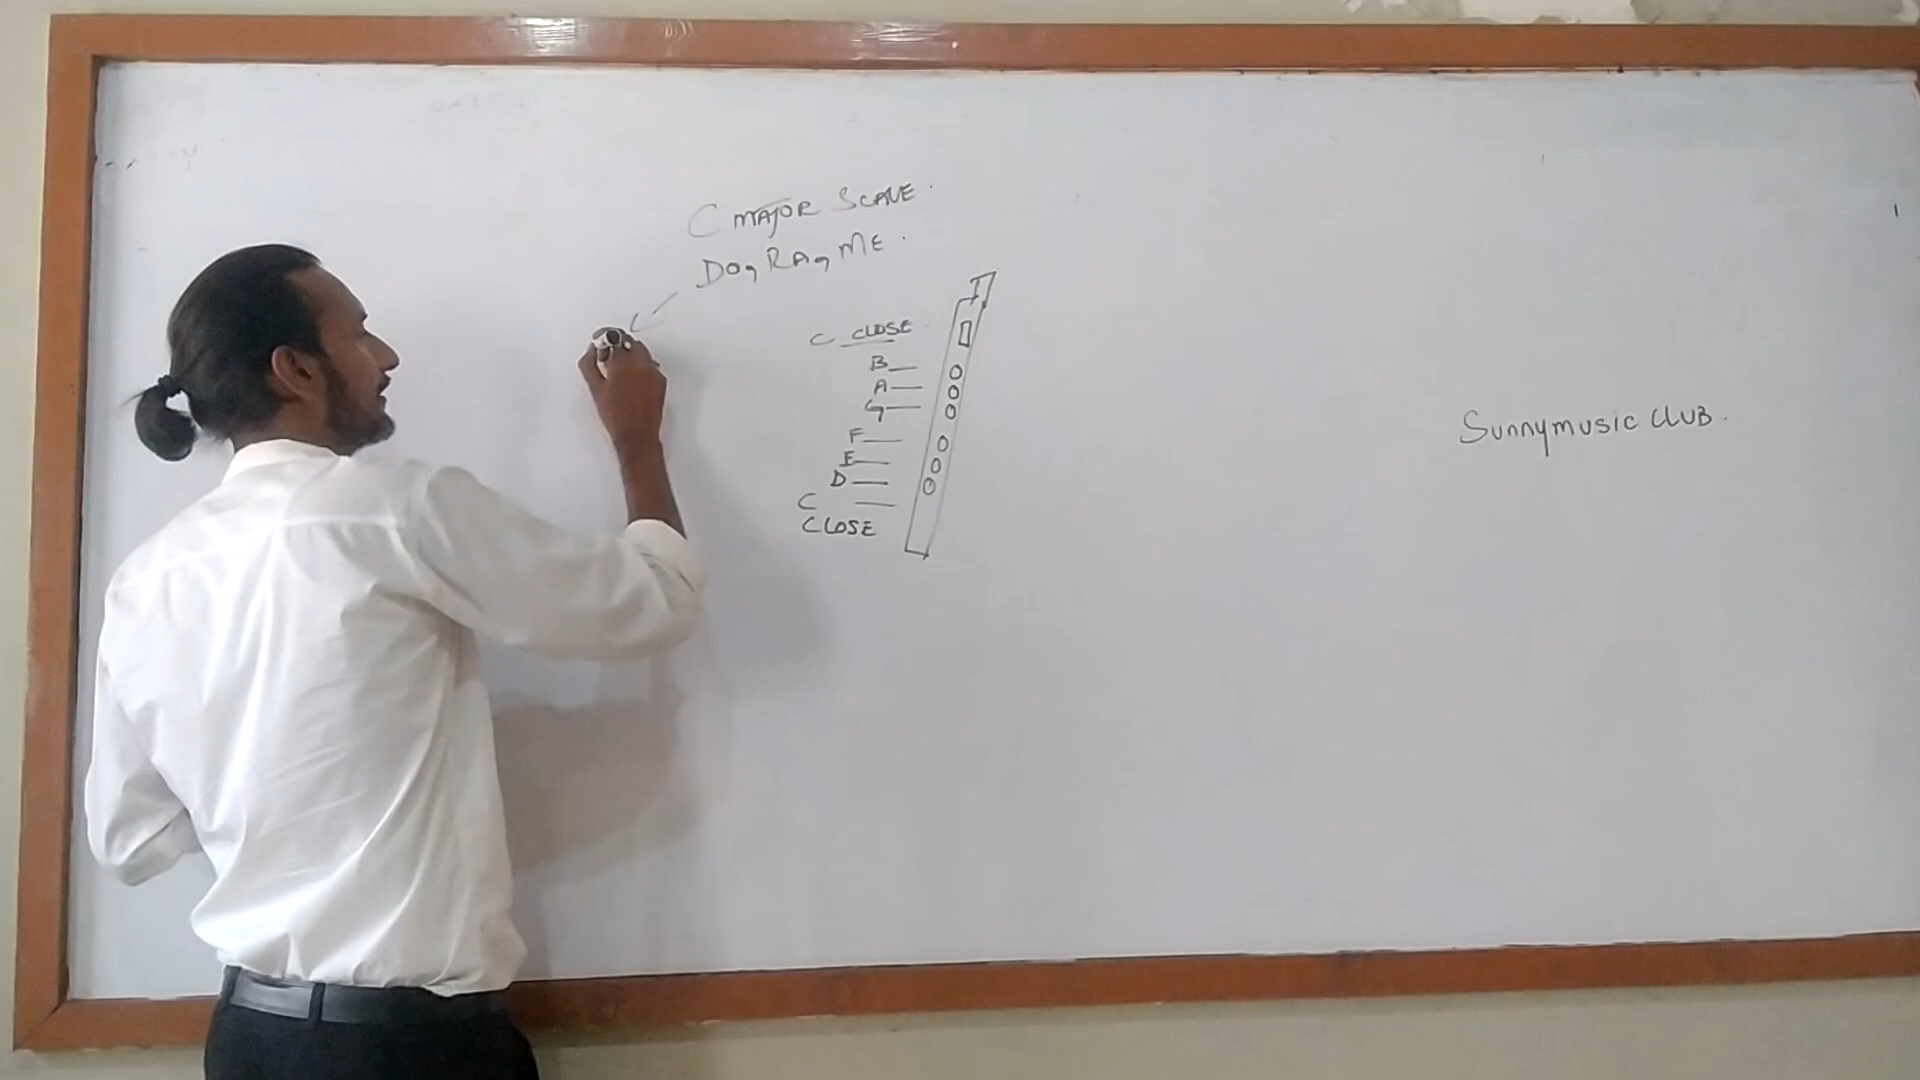 C MAJOR SCALE.
DO, RA, ME.
C CLOSE
B
A
G
F
E
D
C
CLOSE
Sunnymusic CLUB.